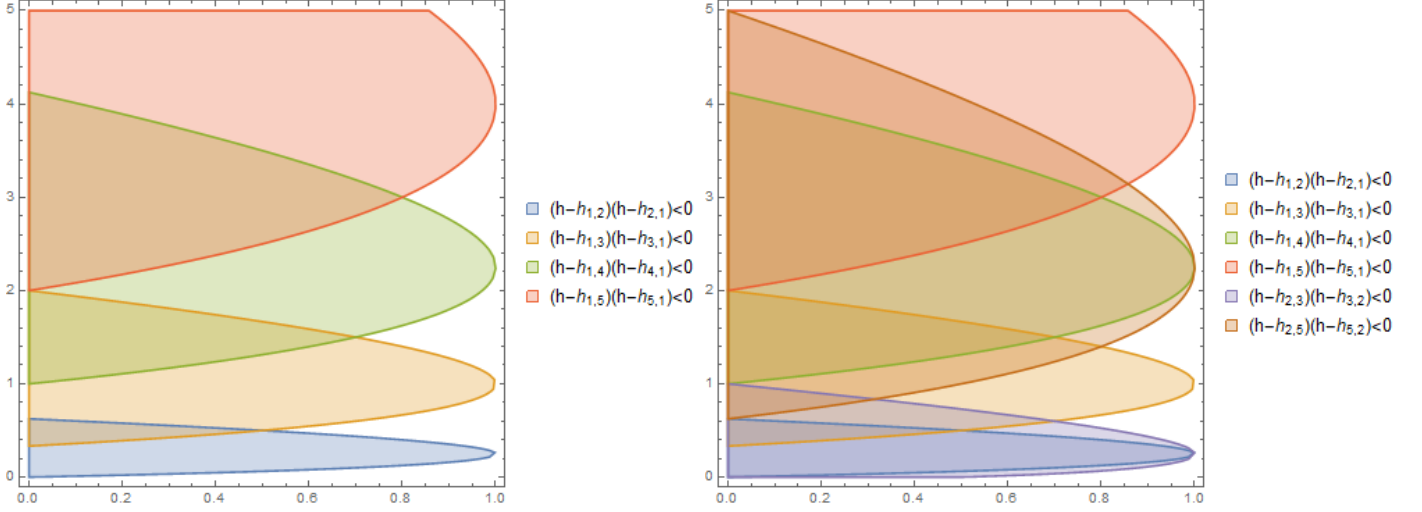 5
4
3
2
1
0
0.0 0.2 0.4 0.6 0.8 1.0
(h−h1,2)(h−h2,1)<0
(h−h1,3)(h−h3,1)<0
(h−h1,4)(h−h4,1)<0
(h−h1,5)(h−h5,1)<0
5
4
3
2
1
0
0.0 0.2 0.4 0.6 0.8 1.0
(h−h1,2)(h−h2,1)<0
(h−h1,3)(h−h3,1)<0
(h−h1,4)(h−h4,1)<0
(h−h1,5)(h−h5,1)<0
(h−h2,3)(h−h3,2)<0
(h−h2,5)(h−h5,2)<0